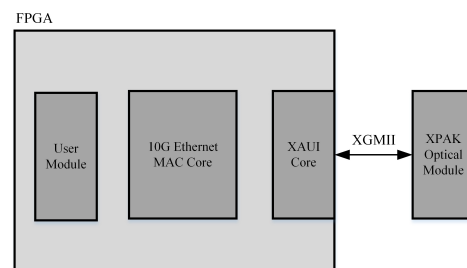 FPGA
User
Module
10G Ethernet
MAC Core
XAUI
Core
XGMII
XPAK
Optical
Module